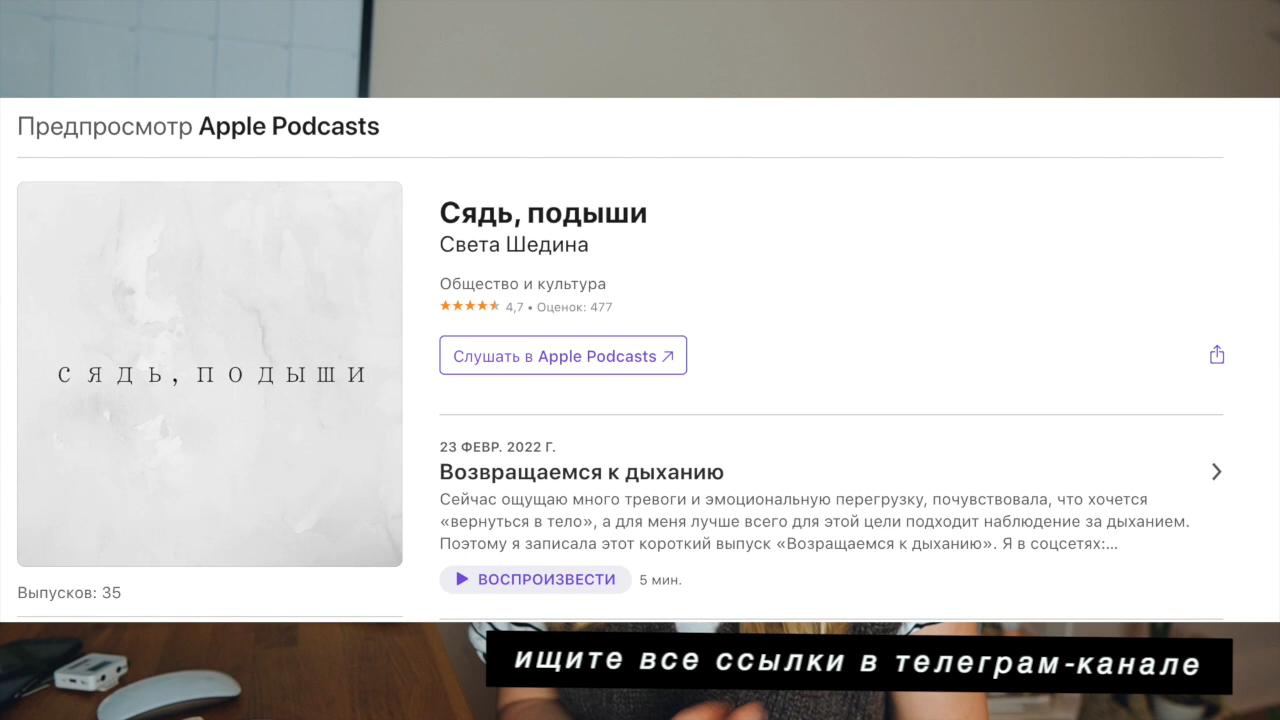 Предпросмотр Apple Podcasts
СЯДЬ, ПОДЫШИ
Выпусков: 35
Сядь, подыши
Света Шедина
Общество и культура
4,7 • Оценок: 477
Слушать в Apple Podcasts
23 ФЕВР. 2022 Г.
Возвращаемся к дыханию
Сейчас ощущаю много тревоги и эмоциональную перегрузку, почувствовала, что хочется
«вернуться в тело», а для меня лучше всего для этой цели подходит наблюдение за дыханием.
Поэтому я записала этот короткий выпуск «Возращаемся к дыханию». Я в соцсетях:...
ВОСПРОИЗВЕСТИ 5 мин.
ищите все ссылки в телеграм-канале